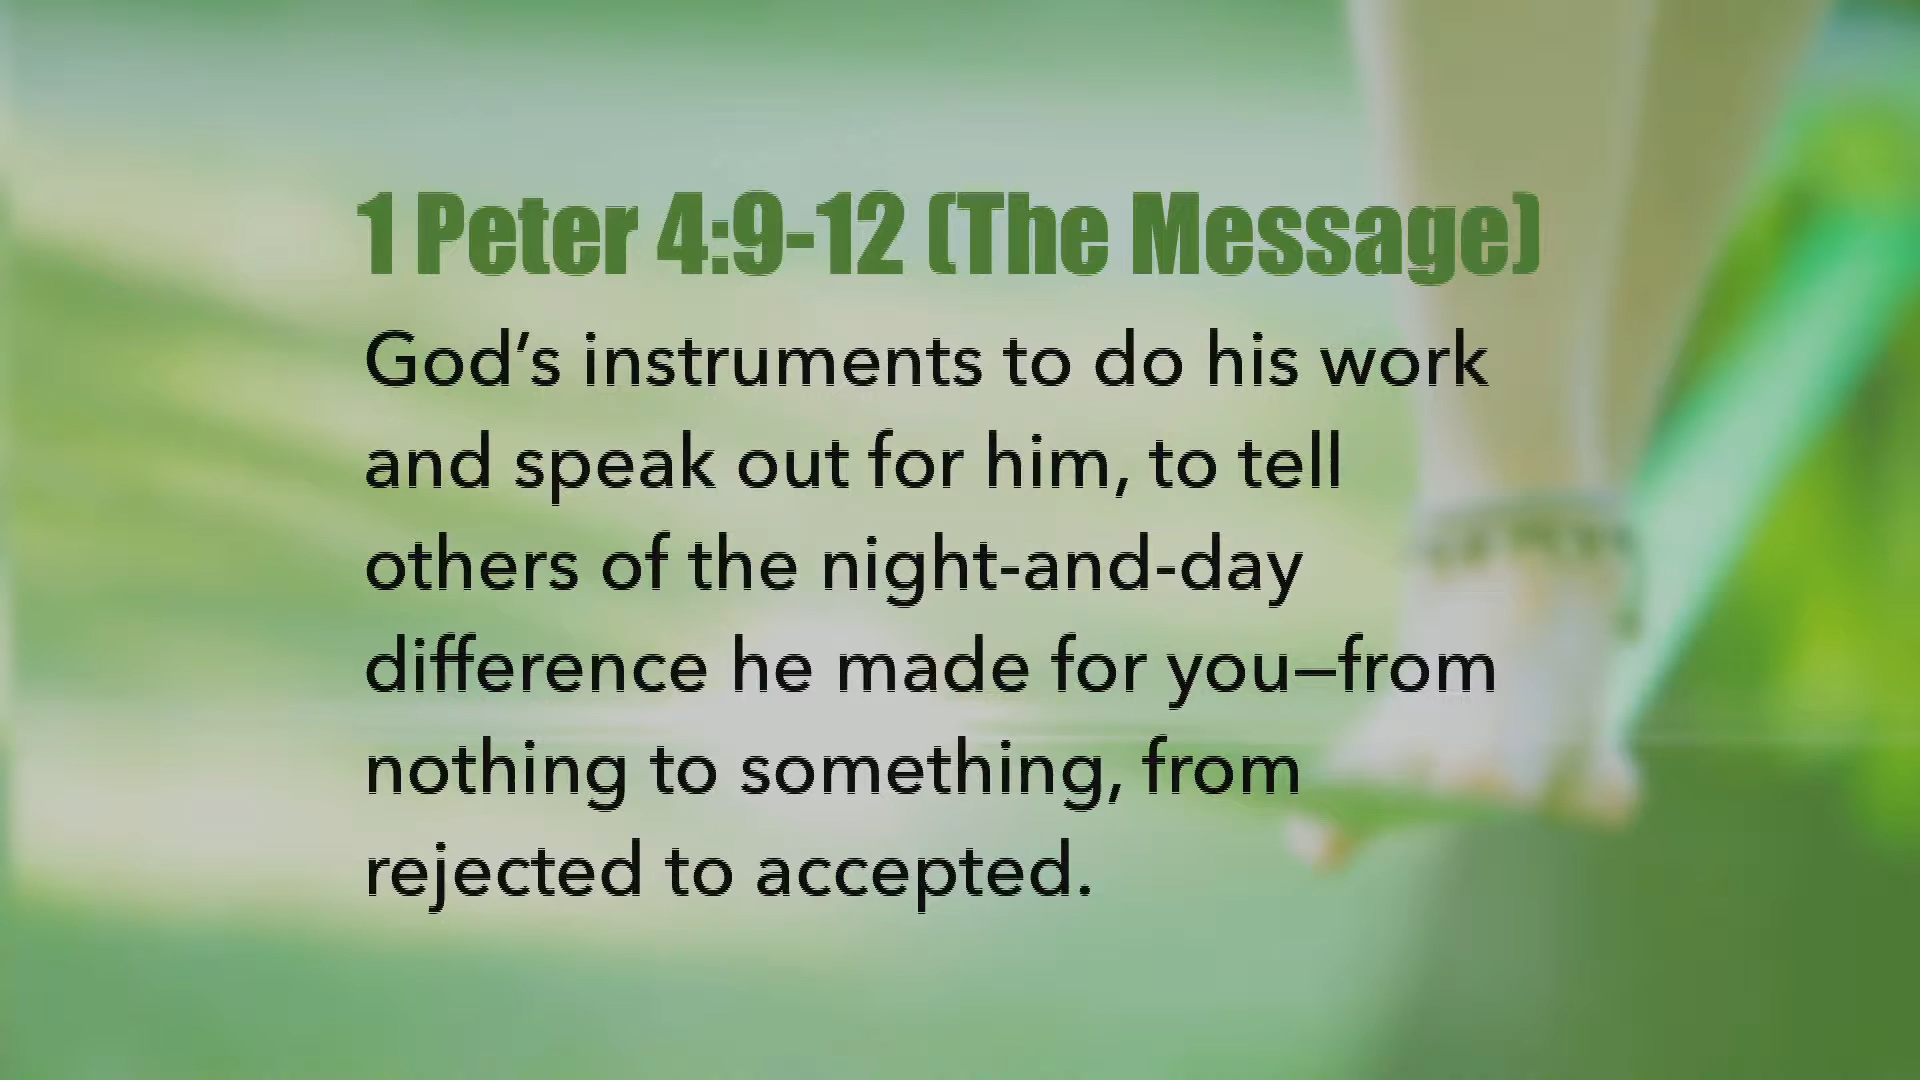 1 Peter 4:9-12 (The Message)
God’s instruments to do his work
and speak out for him, to tell
others of the night-and-day
difference he made for you—from
nothing to something, from
rejected to accepted.